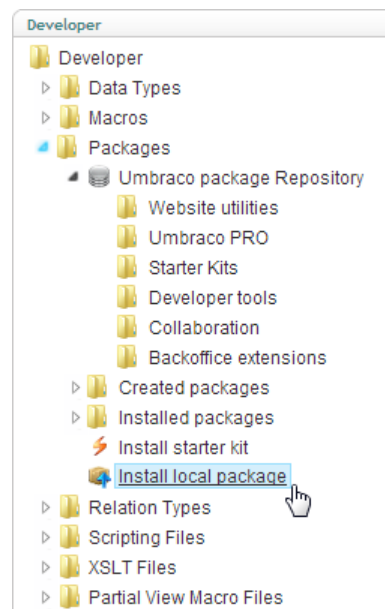 Developer
Developer
Data Types
Macros
Packages
Umbraco package Repository
Website utilities
Umbraco PRO
Starter Kits
Developer tools
Collaboration
Backoffice extensions
Created packages
Installed packages
Install starter kit
Install local package
Relation Types
Scripting Files
XSLT Files
Partial View Macro Files